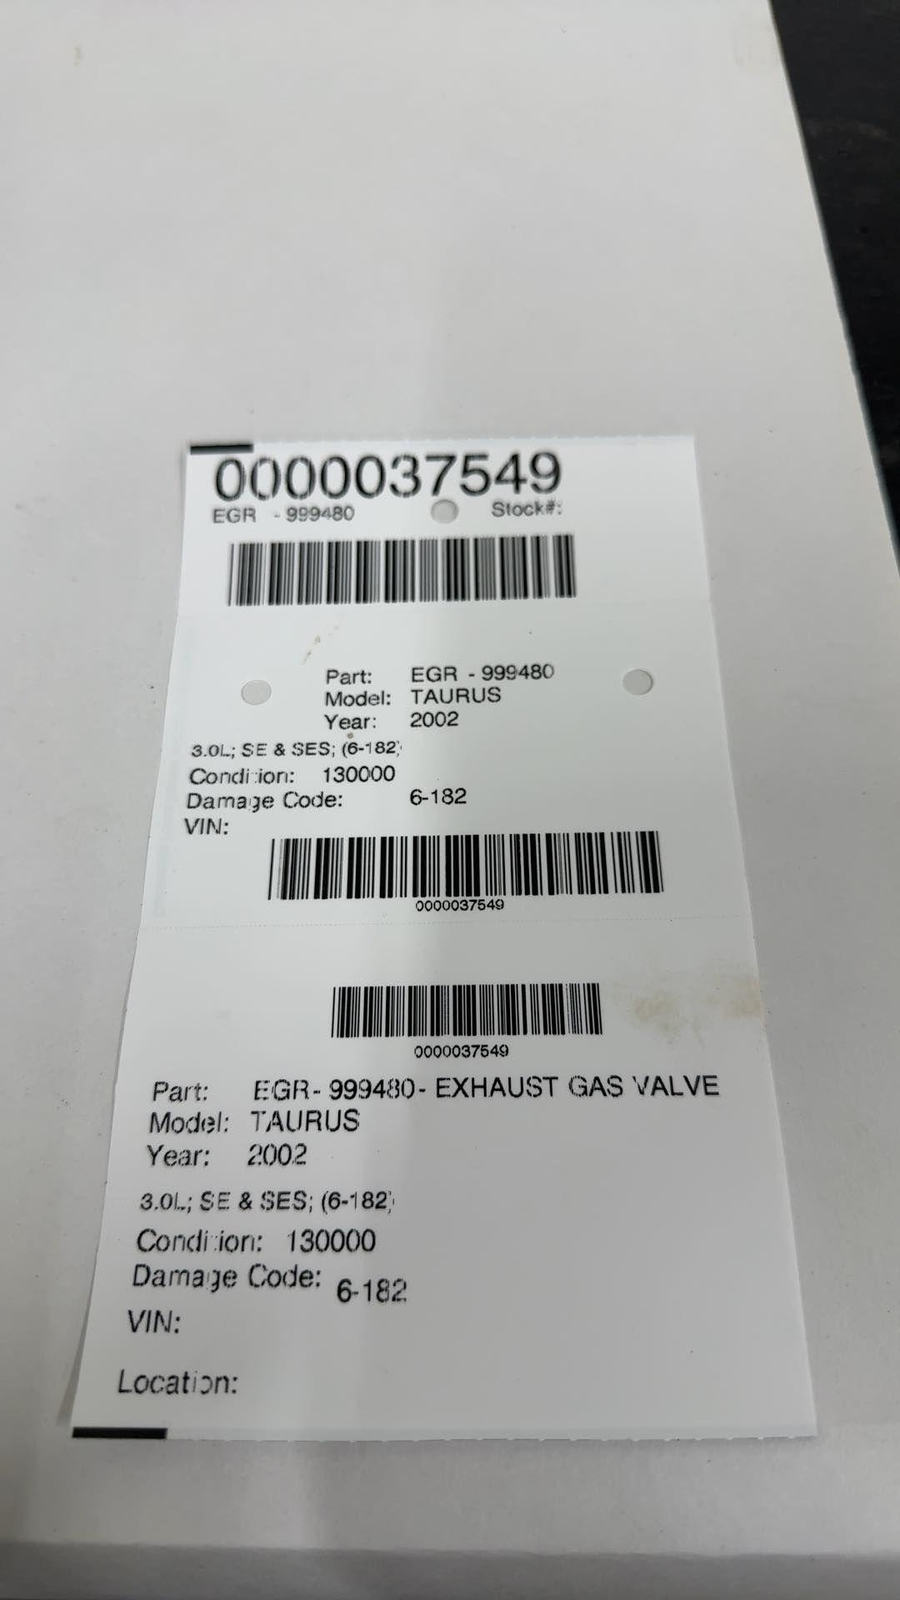 0000037549
EGR - 999480 Stock#:
Part: EGR - 999480
Model: TAURUS
Year: 2002
3.0L; SE & SES; (6-182)
Condition: 130000
Damage Code: 6-182
VIN:
0000037549
0000037549
Part: EGR- 999480- EXHAUST GAS VALVE
Model: TAURUS
Year: 2002
3.0L; SE & SES; (6-182)
Condition: 130000
Damage Code: 6-182
VIN:
Location: